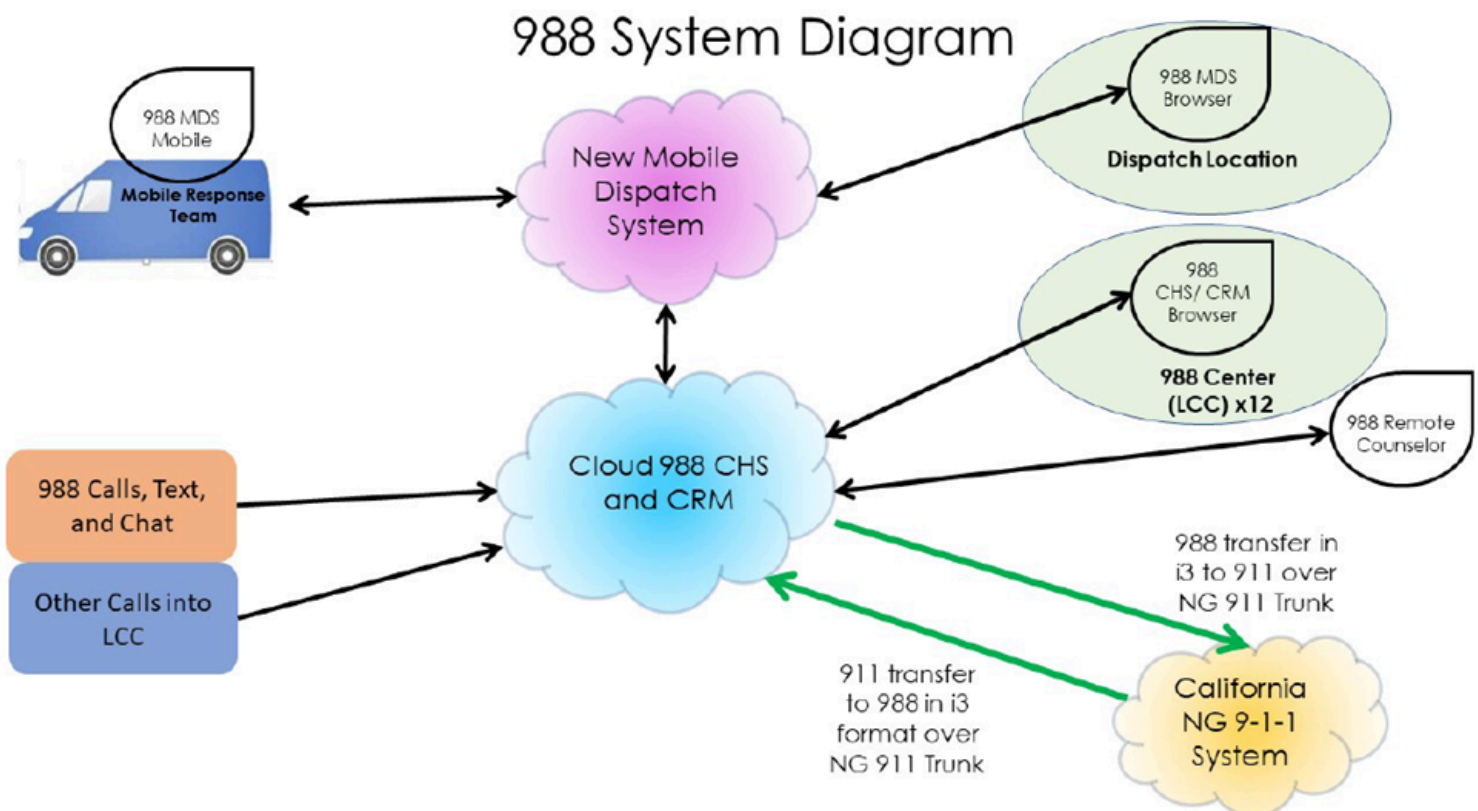 988 System Diagram
988 MDS
Mobile
Mobile Response
Team
New Mobile
Dispatch
System
988 MDS
Browser
Dispatch Location
988
CHS/ CRM
Browser
988 Center
(LCC) x12
988 Remote
Counselor
Cloud 988 CHS
and CRM
988 Calls, Text,
and Chat
Other Calls into
LCC
988 transfer in
i3 to 911 over
NG 911 Trunk
911 transfer
to 988 in i3
format over
NG 911 Trunk
California
NG 9-1-1
System